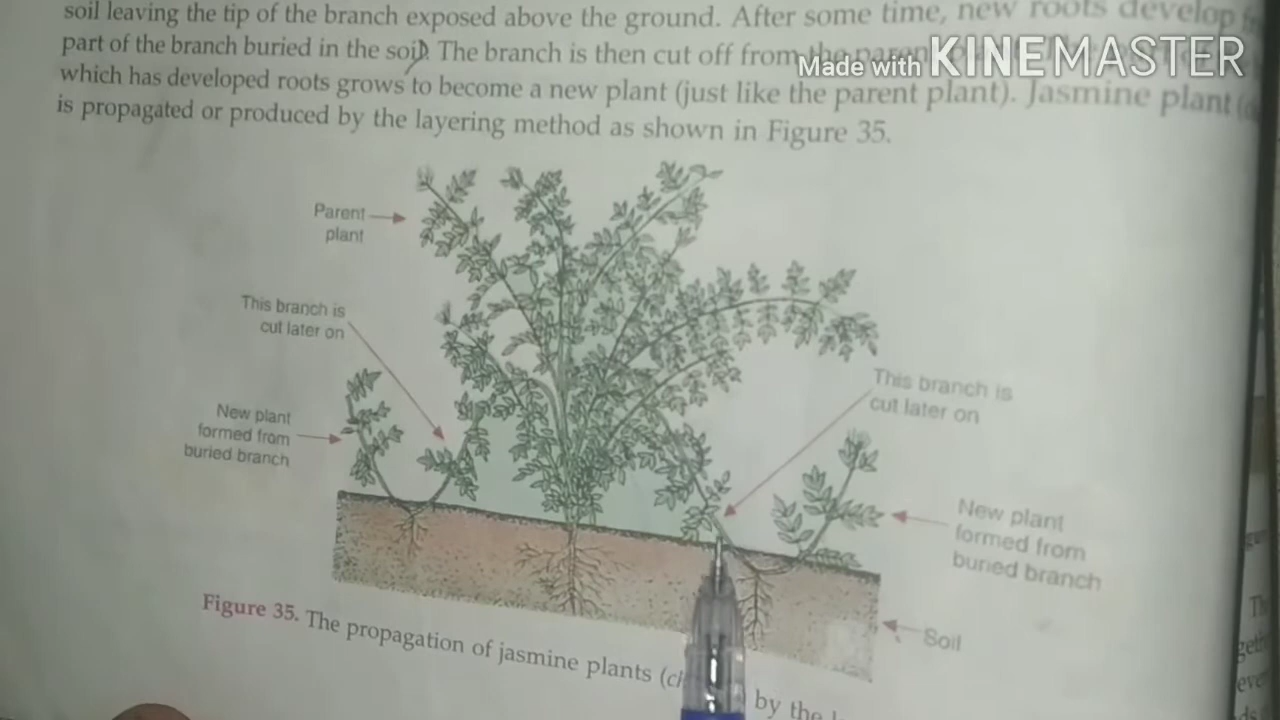 soil leaving the tip of the branch exposed above the ground. After some time, new roots develop
part of the branch buried in the soil. The branch is then cut off from the
Made with KINEMASTER
which has developed roots grows to become a new plant (just like the parent plant). Jasmine plant
is propagated or produced by the layering method as shown in Figure 35.
Parent
plant
This branch is
cut later on
This branch is
cut later on
New plant
formed from
buried branch
New plant
formed from
buried branch
Soil
Figure 35. The propagation of jasmine plants ( by the